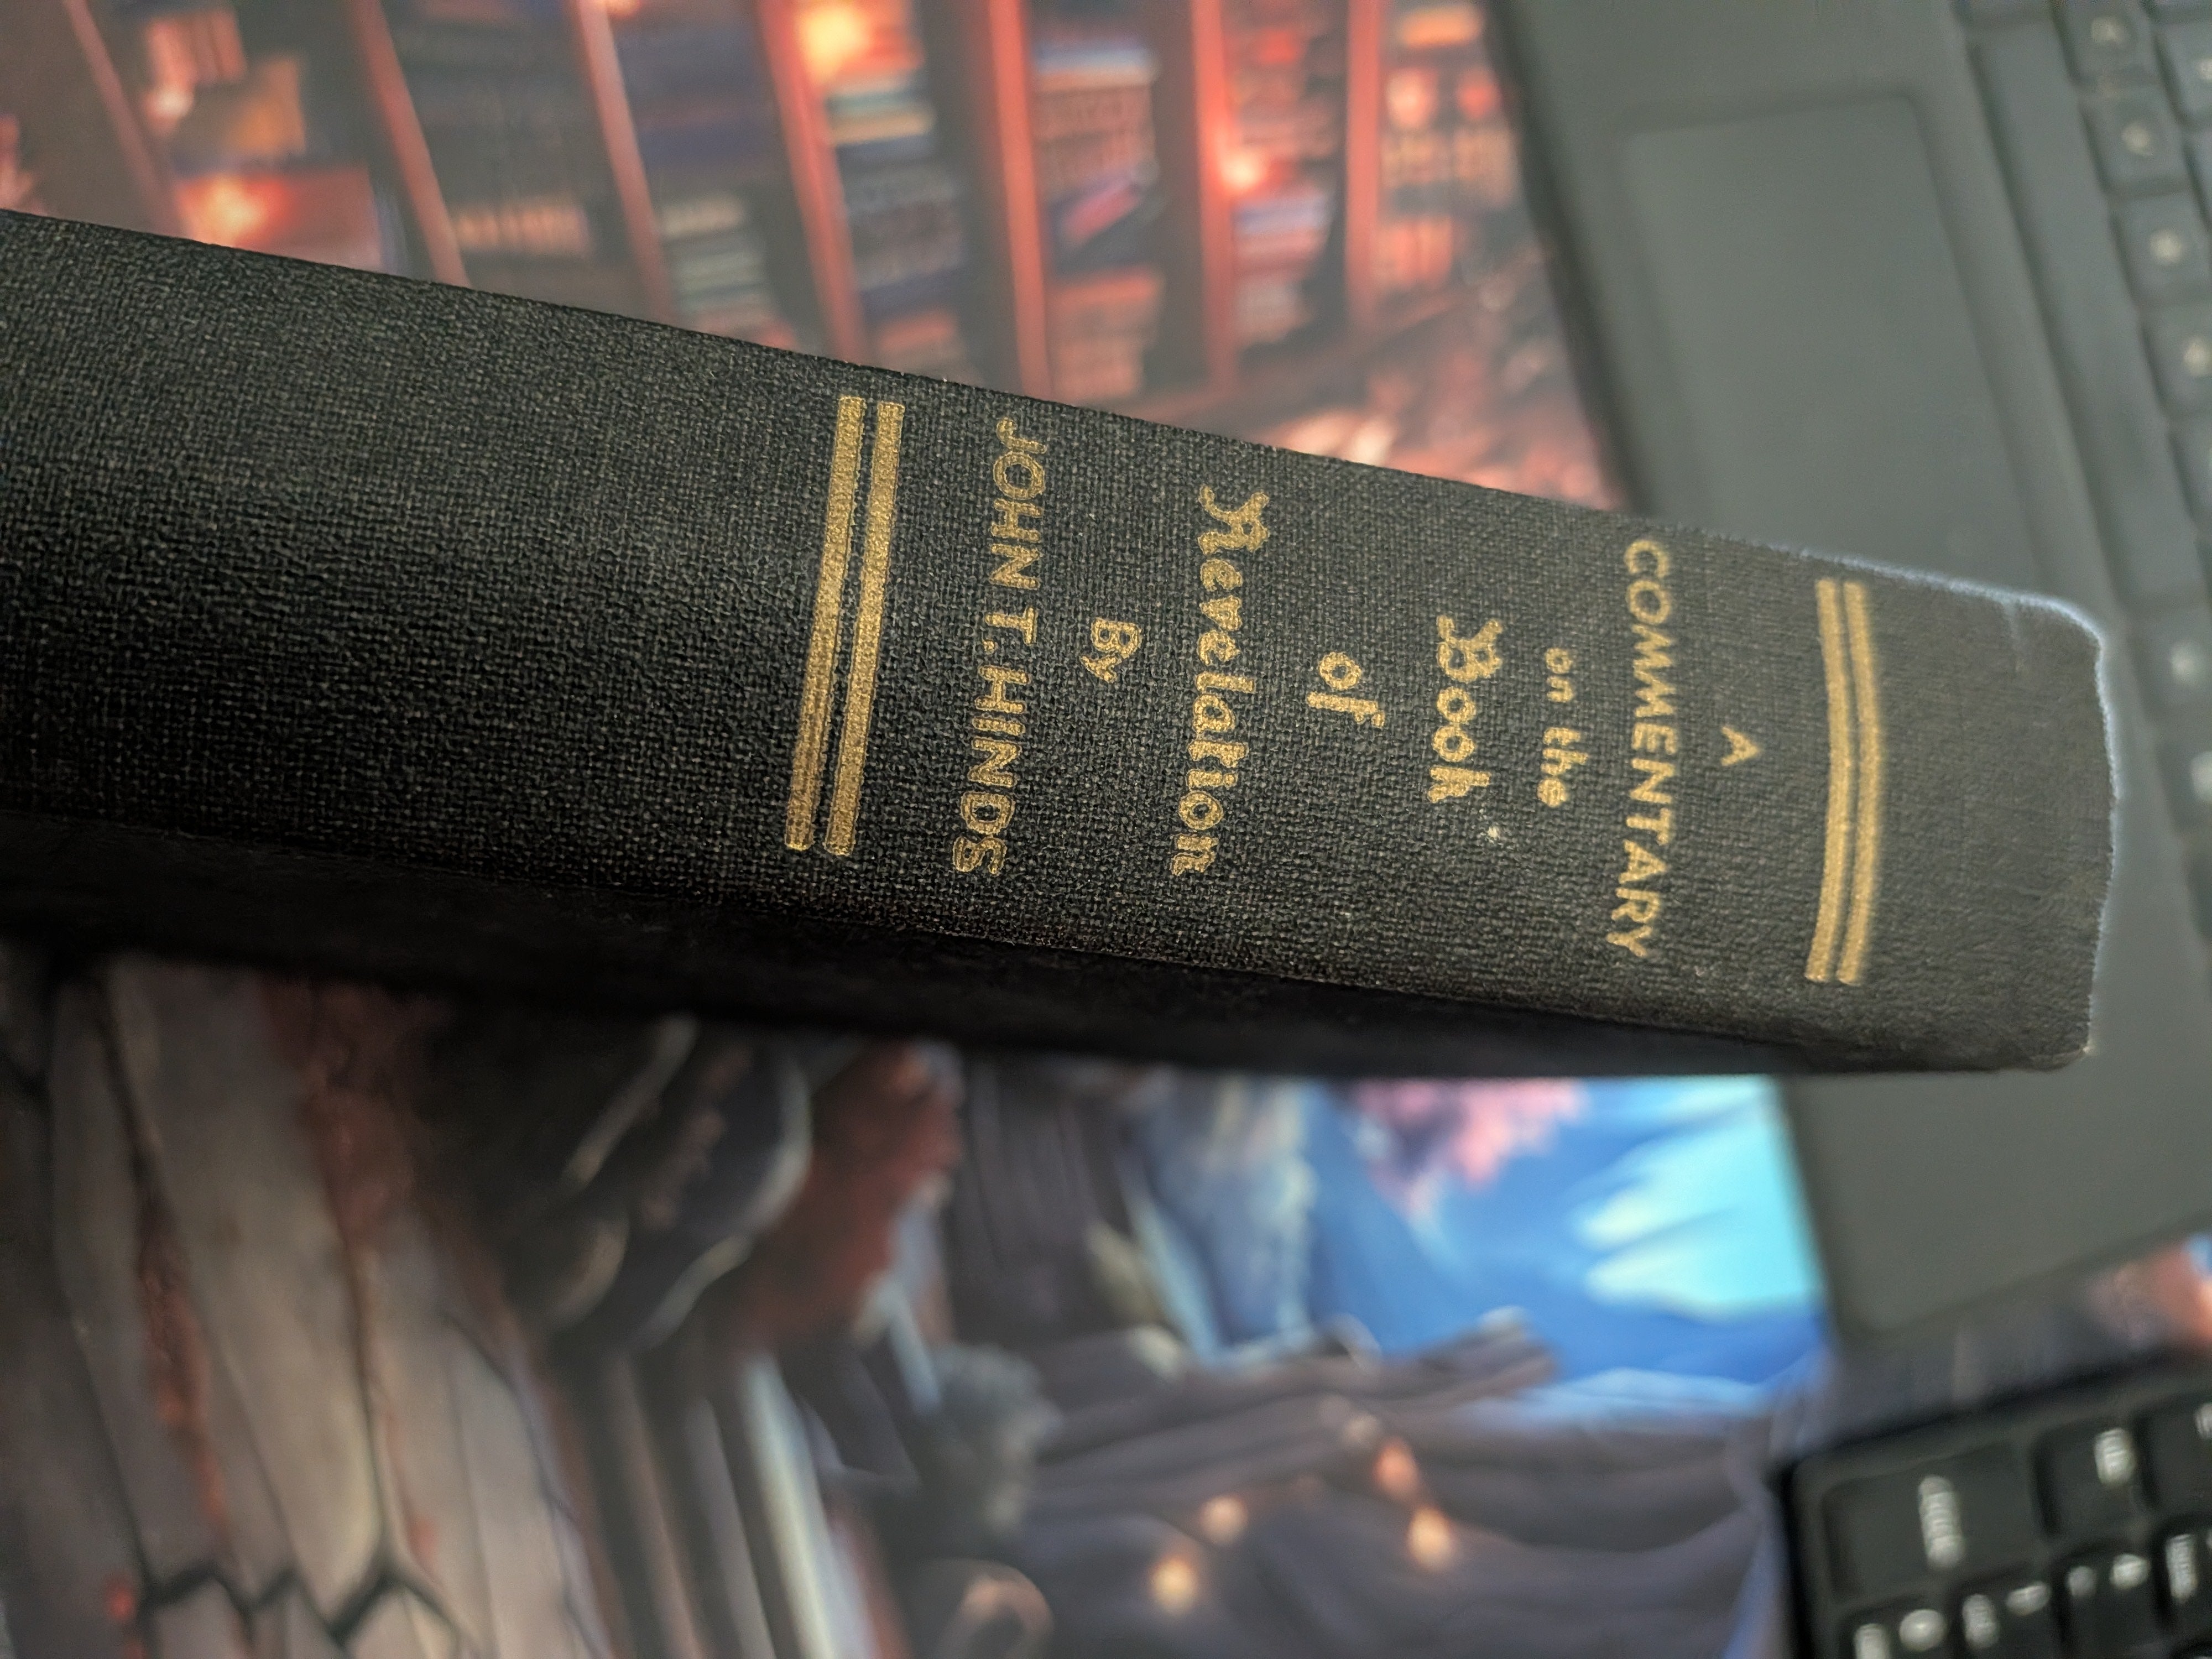 A
COMMENTARY
on the
Book
of
Revelation
By
JOHN T. HINDS